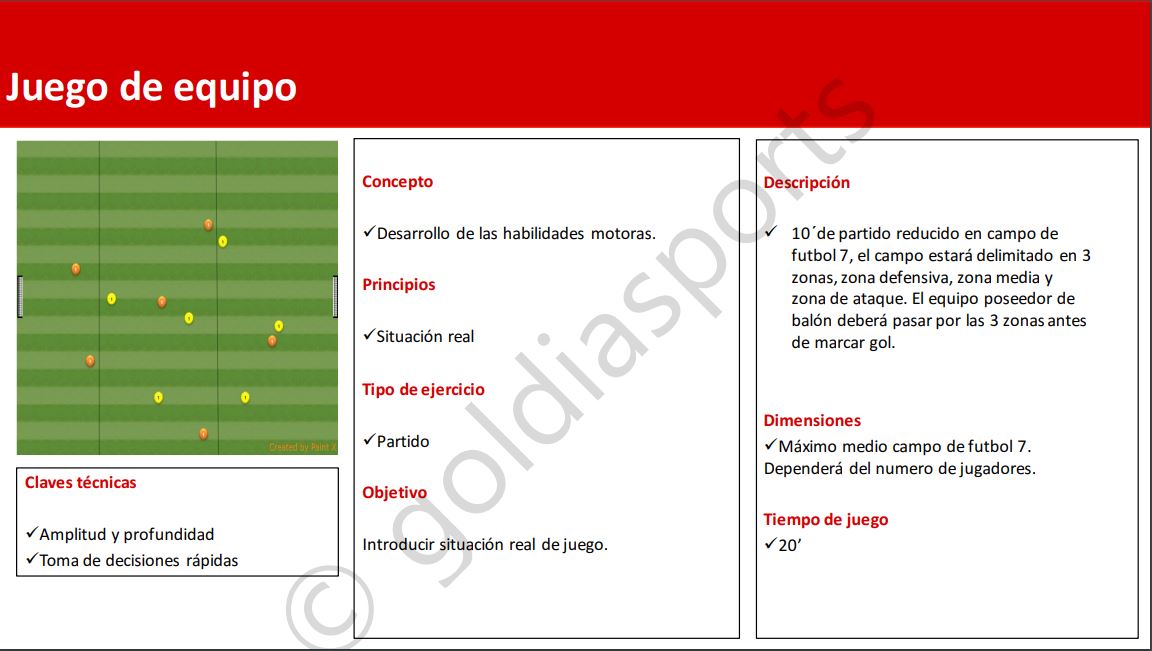 Juego de equipo
Created by Paint X
Claves técnicas
✓Amplitud y profundidad
✓Toma de decisiones rápidas
Concepto
✓Desarrollo de las habilidades motoras.
Principios
✓Situación real
Tipo de ejercicio
✓Partido
Objetivo
Introducir situación real de juego.
Descripción
✓ 10´de partido reducido en campo de
futbol 7, el campo estará delimitado en 3
zonas, zona defensiva, zona media y
zona de ataque. El equipo poseedor de
balón deberá pasar por las 3 zonas antes
de marcar gol.
Dimensiones
✓Máximo medio campo de futbol 7.
Dependerá del numero de jugadores.
Tiempo de juego
✓20’
© goldiasports